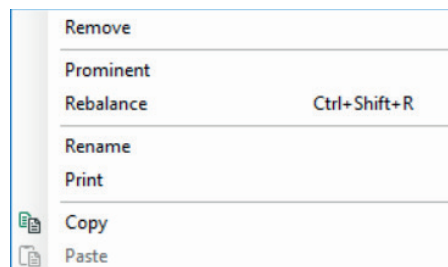 Remove
Prominent
Rebalance Ctrl+Shift+R
Rename
Print
Copy
Paste